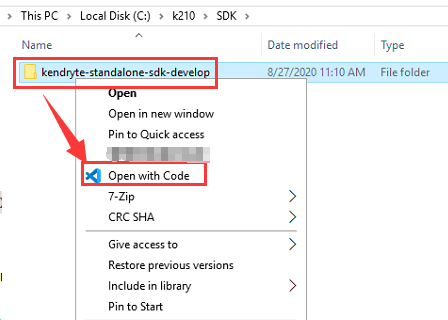 This PC > Local Disk (C:) > k210 > SDK
Name Date modified Type
kendryte-standalone-sdk-develop 8/27/2020 11:10 AM File folder
Open
Open in new window
Pin to Quick access
Open with Code
7-Zip
CRC SHA
Give access to
Restore previous versions
Include in library
Pin to Start